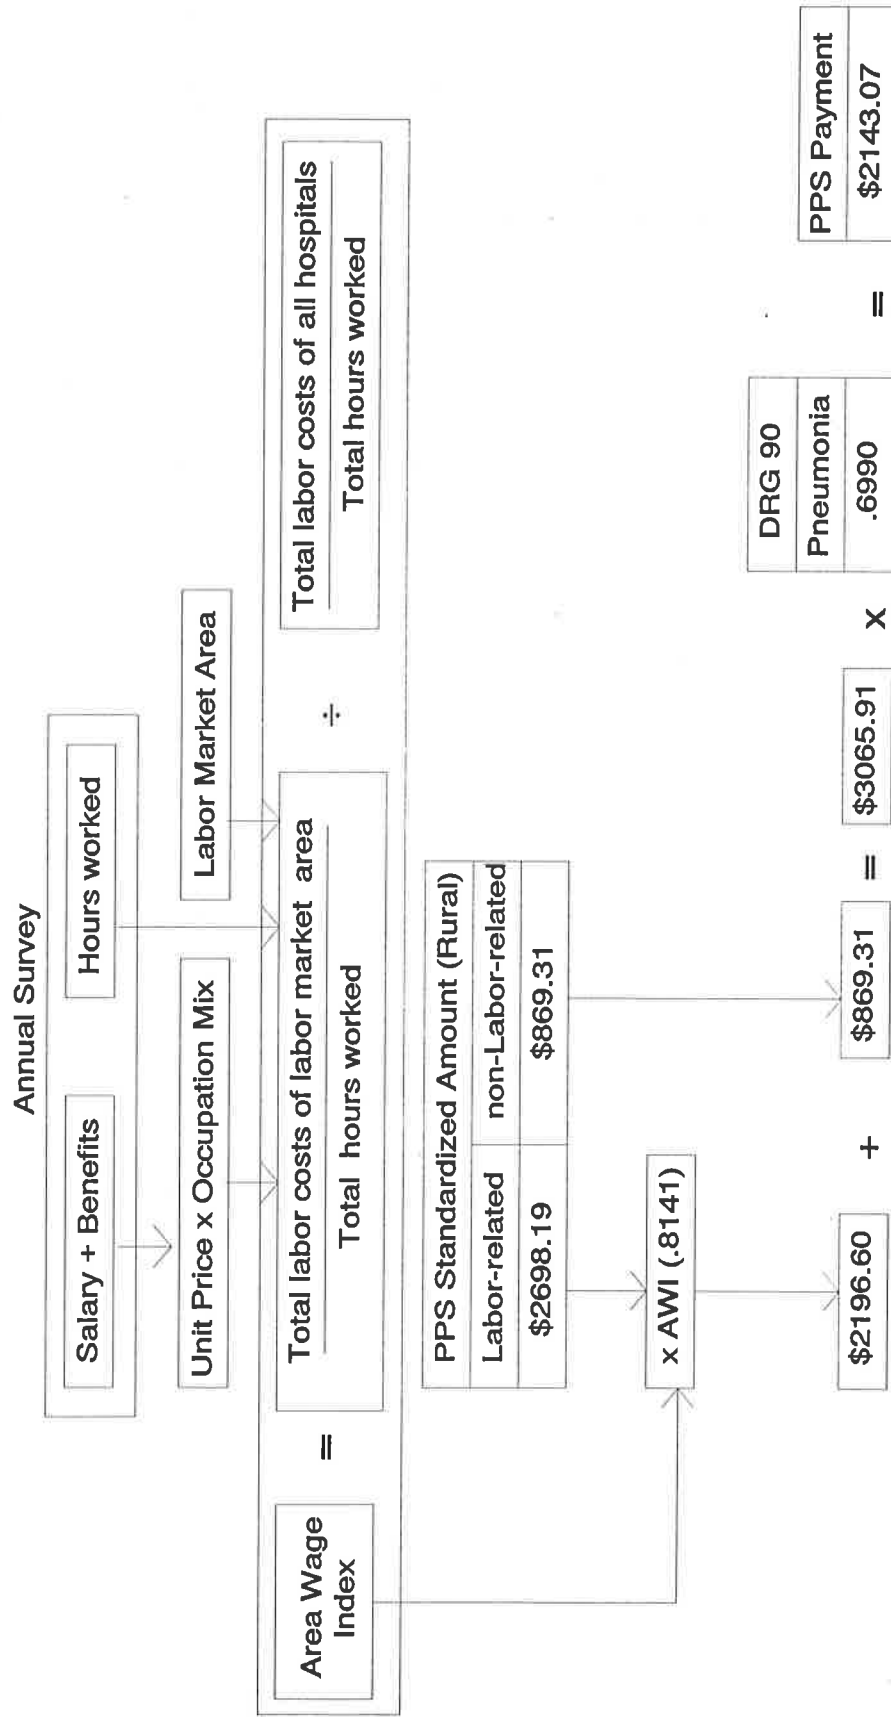 Annual Survey
Salary + Benefits
Hours worked
Unit Price x Occupation Mix
Labor Market Area
Area Wage
Index
=
Total labor costs of labor market area
Total hours worked
÷
Total labor costs of all hospitals
Total hours worked
PPS Standardized Amount (Rural)
Labor-related
non-Labor-related
$2698.19
$869.31
x AWI (.8141)
DRG 90
Pneumonia
.6990
PPS Payment
$2143.07
$2196.60
+
$869.31
=
$3065.91
x
=